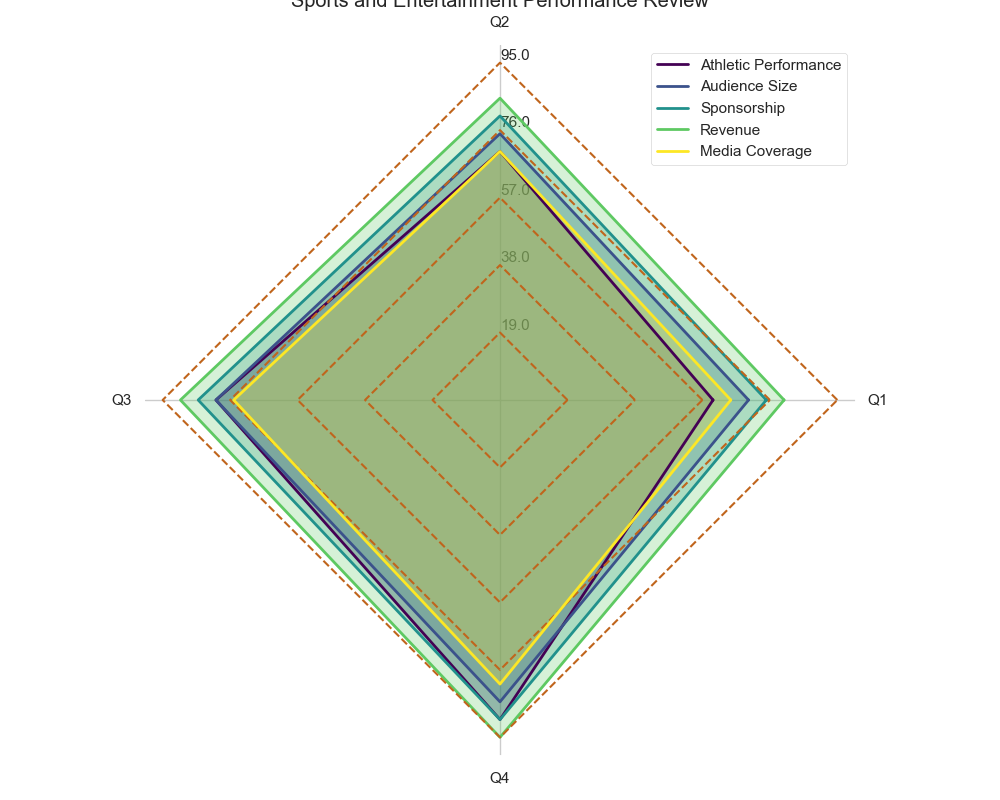 Sports and Entertainment Performance Review
Q2
95.0
Athletic Performance
Audience Size
Sponsorship
Revenue
Media Coverage
76.0
57.0
38.0
19.0
Q3
Q1
Q4